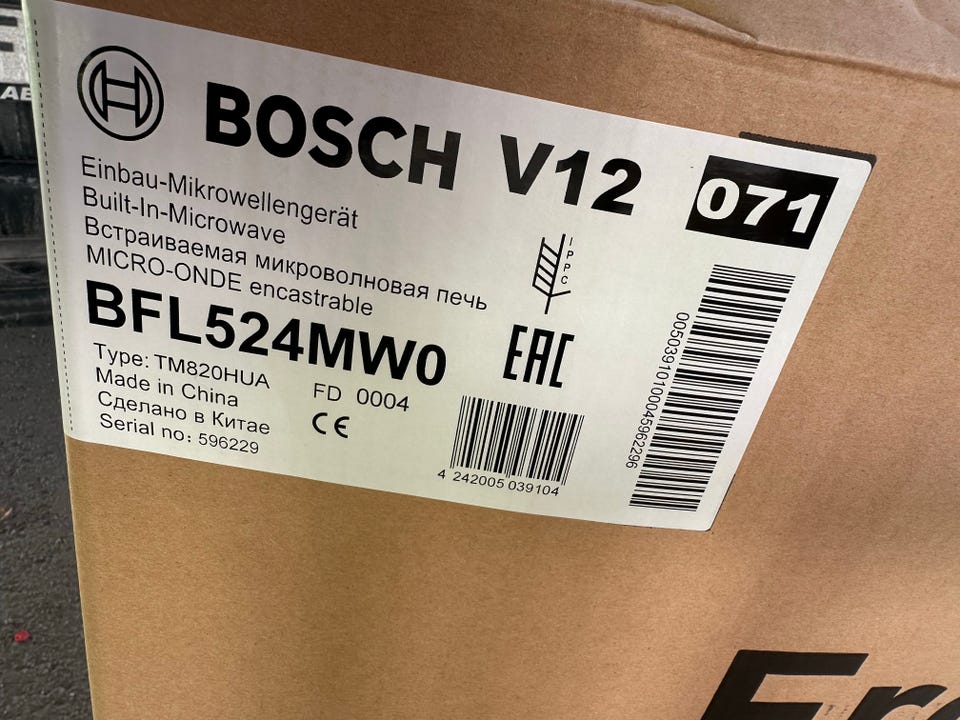 BOSCH V12 071
Einbau-Mikrowellengerät
Built-In-Microwave
Встраиваемая микроволновая печь
MICRO-ONDE encastrable
BFL524MW0
Type: TM820HUA
FD 0004
Made in China
Сделано в Китае
Serial no: 596229
CE
IPPC
EAC
4 242005 039104
00503910100045962296